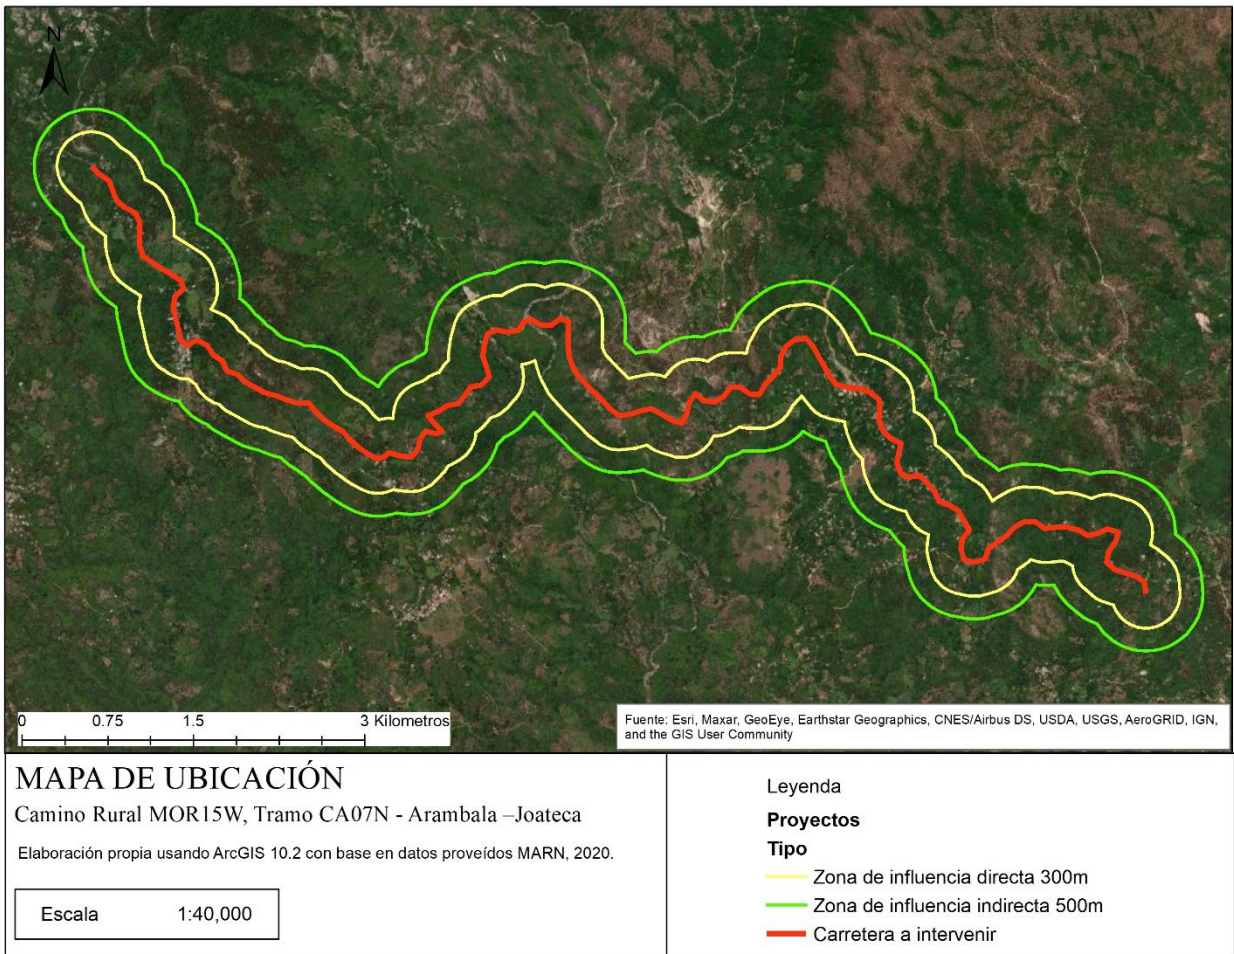 N
0 0.75 1.5 3 Kilometros
Fuente: Esri, Maxar, GeoEye, Earthstar Geographics, CNES/Airbus DS, USDA, USGS, AeroGRID, IGN,
and the GIS User Community
MAPA DE UBICACIÓN
Camino Rural MOR15W, Tramo CA07N - Arambala –Joateca
Elaboración propia usando ArcGIS 10.2 con base en datos proveídos MARN, 2020.
Escala 1:40,000
Leyenda
Proyectos
Tipo
Zona de influencia directa 300m
Zona de influencia indirecta 500m
Carretera a intervenir